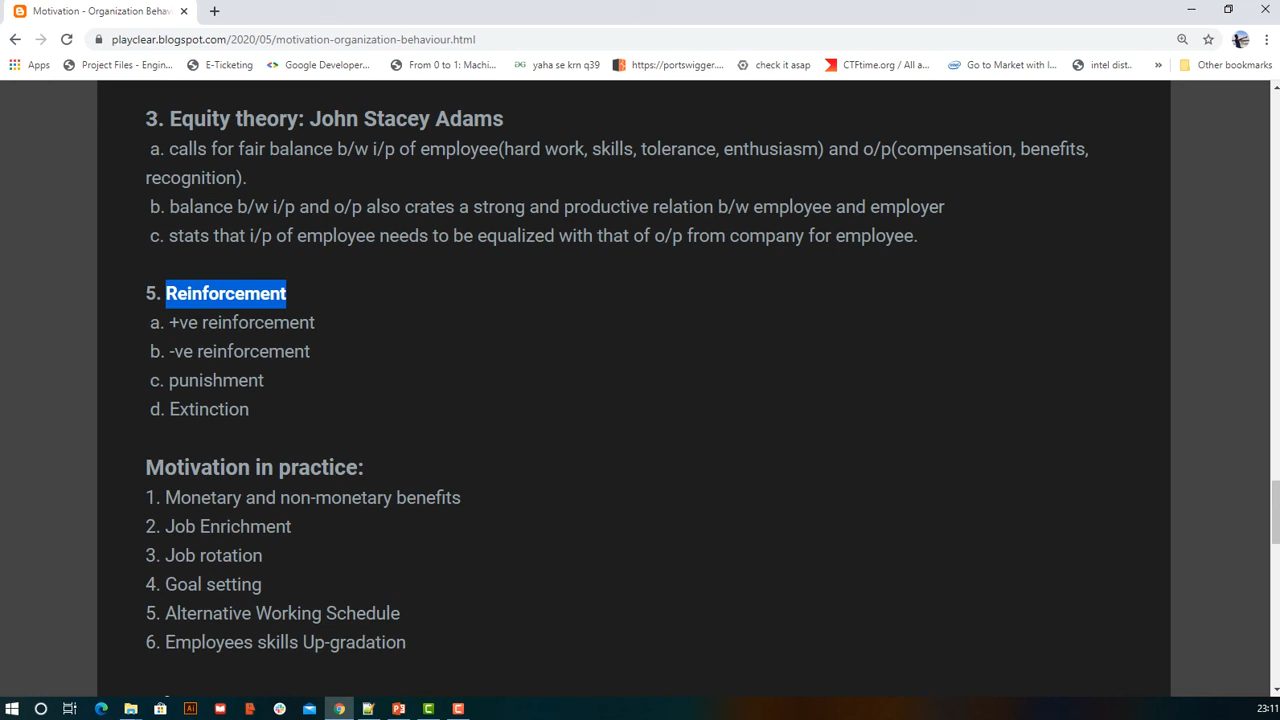 Motivation - Organization Behav
playclear.blogspot.com/2020/05/motivation-organization-behaviour.html
Apps Project Files - Engin... E-Ticketing Google Developer... From 0 to 1: Machi... yaha se krn q39 https://portswigger.... check it asap CTFtime.org / All a... Go to Market with I... intel dist.. » Other bookmarks
3. Equity theory: John Stacey Adams
a. calls for fair balance b/w i/p of employee(hard work, skills, tolerance, enthusiasm) and o/p(compensation, benefits,
recognition).
b. balance b/w i/p and o/p also crates a strong and productive relation b/w employee and employer
c. stats that i/p of employee needs to be equalized with that of o/p from company for employee.
5. Reinforcement
a. +ve reinforcement
b. -ve reinforcement
c. punishment
d. Extinction
Motivation in practice:
1. Monetary and non-monetary benefits
2. Job Enrichment
3. Job rotation
4. Goal setting
5. Alternative Working Schedule
6. Employees skills Up-gradation
23:11